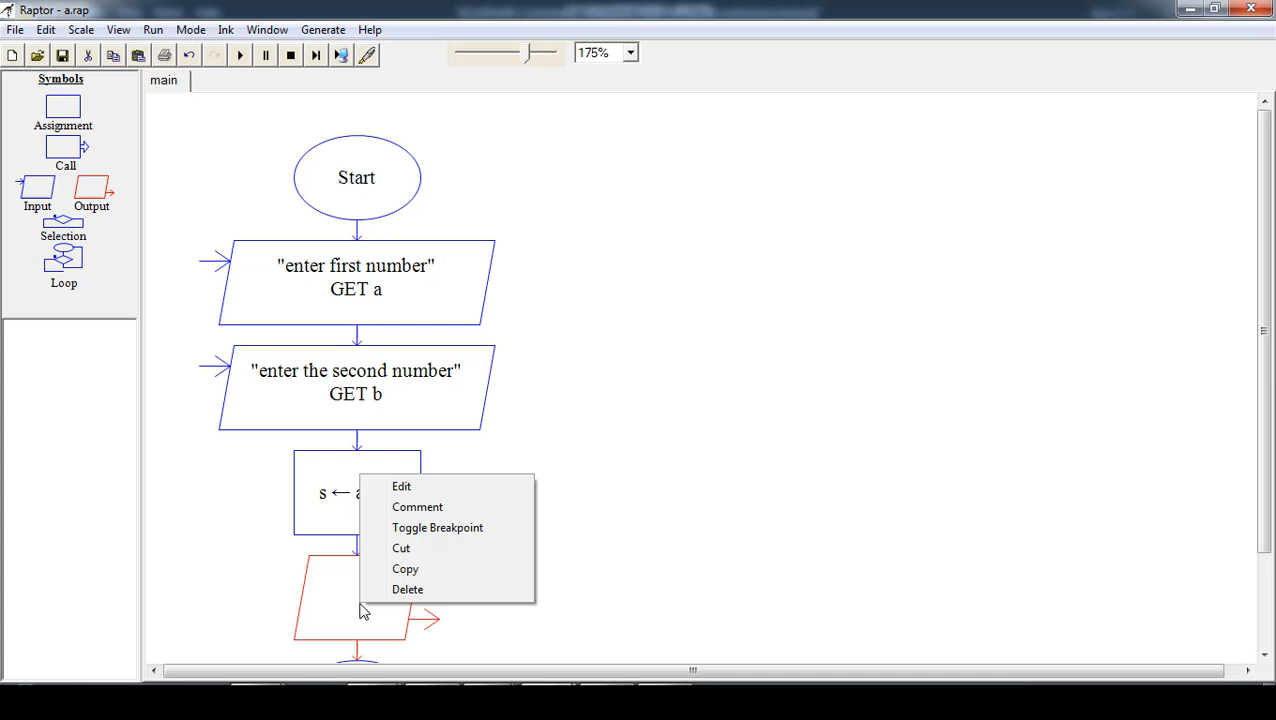 Raptor - a.rap
File Edit Scale View Run Mode Ink Window Generate Help
175%
Symbols
main
Assignment
Call
Input Output
Selection
Loop
Start
"enter first number"
GET a
"enter the second number"
GET b
s ←
Edit
Comment
Toggle Breakpoint
Cut
Copy
Delete